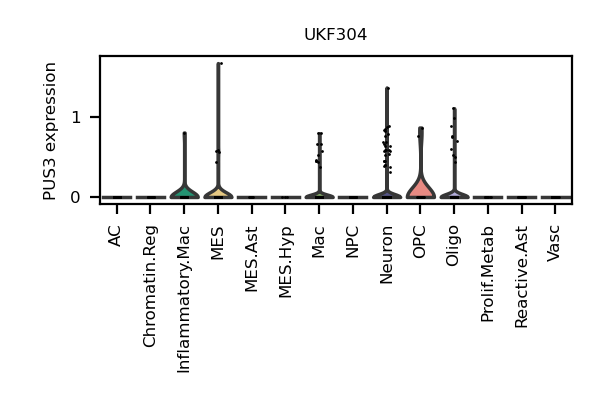 UKF304
PUS3 expression
1
0
AC
Chromatin.Reg
Inflammatory.Mac
MES
MES.Ast
MES.Hyp
Mac
NPC
Neuron
OPC
Oligo
Prolif.Metab
Reactive.Ast
Vasc